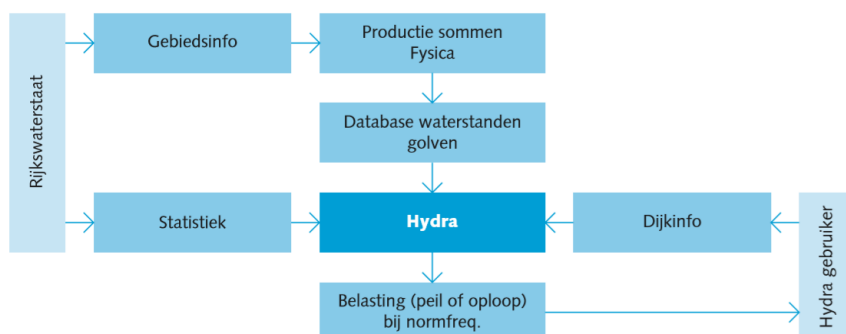 Rijkswaterstaat
Gebiedsinfo
Productie sommen
Fysica
Database waterstanden
golven
Statistiek
Hydra
Dijkinfo
Hydra gebruiker
Belasting (peil of oploop)
bij normfreq.